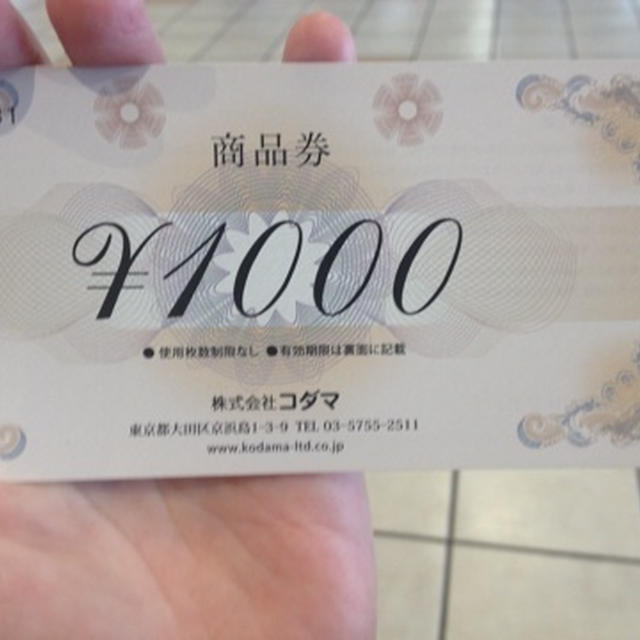 商品券
¥1000
●使用枚数制限なし ●有効期限は裏面に記載
株式会社コダマ
東京都大田区京浜島1-3-9 TEL 03-5755-2511
www.kodama-ltd.co.jp